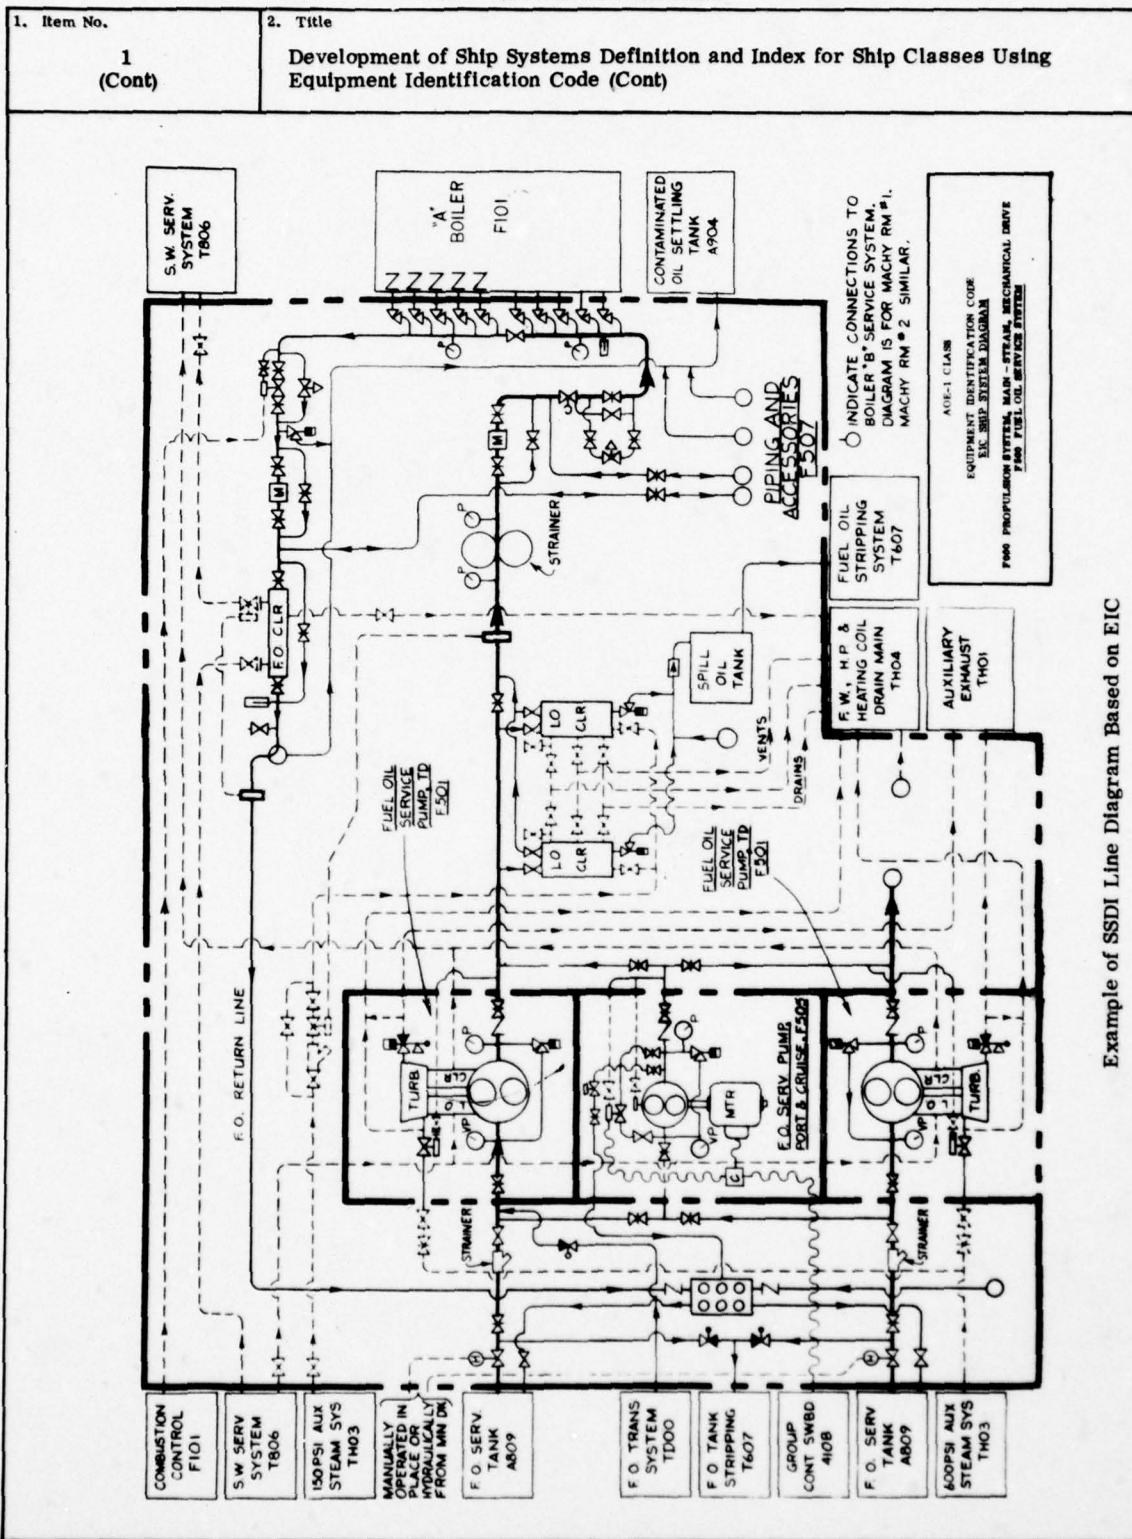 1. Item No.
1
(Cont)
2. Title
Development of Ship Systems Definition and Index for Ship Classes Using
Equipment Identification Code (Cont)
S.W. SERV.
SYSTEM
T806
"A"
BOILER
F101
CONTAMINATED
OIL SETTLING
TANK
A904
INDICATE CONNECTIONS TO
BOILER "B" SERVICE SYSTEM.
DIAGRAM IS FOR MACHY RM #1.
MACHY RM #2 SIMILAR.
AOE-1 CLASS
EQUIPMENT IDENTIFICATION CODE
EIC SHIP SYSTEM DIAGRAM
F000 PROPULSION SYSTEM, MAIN - STEAM, MECHANICAL DRIVE
F500 FUEL OIL SERVICE SYSTEM
P
P
M
M
PIPING AND
ACCESSORIES
F507
P
P
STRAINER
F.O. CLR
FUEL OIL
STRIPPING
SYSTEM
T607
F.W., H.P. &
HEATING COIL
DRAIN MAIN
TH04
AUXILIARY
EXHAUST
TH01
SPILL
OIL
TANK
LO
CLR
LO
CLR
VENTS
DRAINS
FUEL OIL
SERVICE
PUMP, TD
F501
FUEL OIL
SERVICE
PUMP, TD
F501
F.O. RETURN LINE
TURB.
L O
CLR
P
VP
P
VP
MTR
C
F.O. SERV PUMP,
PORT & CRUISE, F505
P
VP
L O
CLR
TURB.
STRAINER
STRAINER
H
H
COMBUSTION
CONTROL
F101
S.W SERV
SYSTEM
T806
150PSI AUX
STEAM SYS
TH03
MANUALLY
OPERATED IN
PLACE OR
HYDRAULICALLY
FROM MN DK
F.O. SERV.
TANK
A809
F O TRANS
SYSTEM
TD00
F O TANK
STRIPPING
T607
GROUP
CONT SWBD
410B
F.O. SERV
TANK
A809
600PSI AUX
STEAM SYS
TH03
Example of SSDI Line Diagram Based on EIC